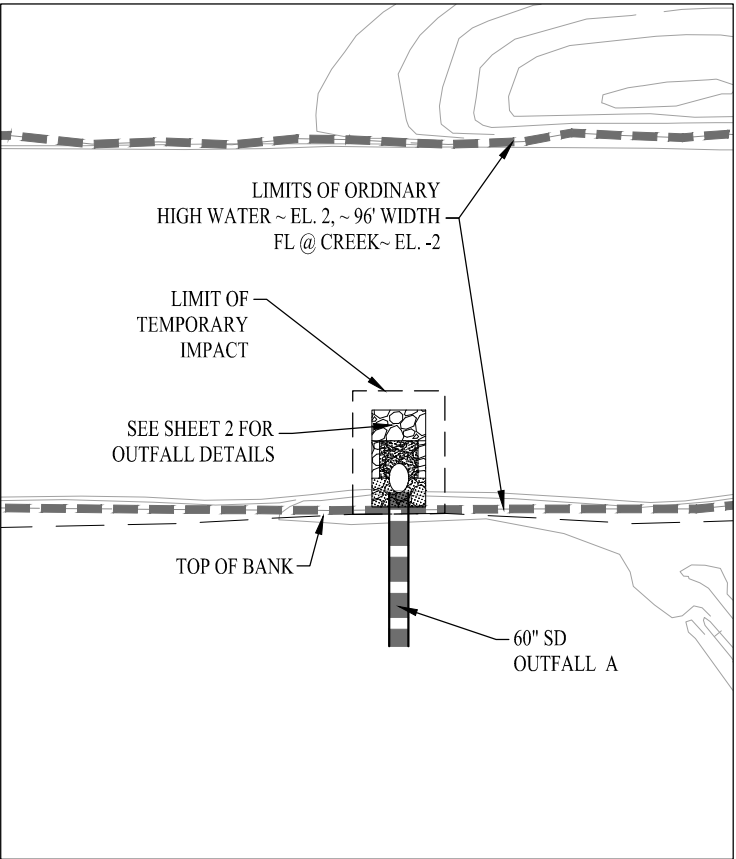 LIMITS OF ORDINARY
HIGH WATER ~ EL. 2, ~ 96' WIDTH
FL @ CREEK~ EL. -2
LIMIT OF
TEMPORARY
IMPACT
SEE SHEET 2 FOR
OUTFALL DETAILS
TOP OF BANK
60" SD
OUTFALL A